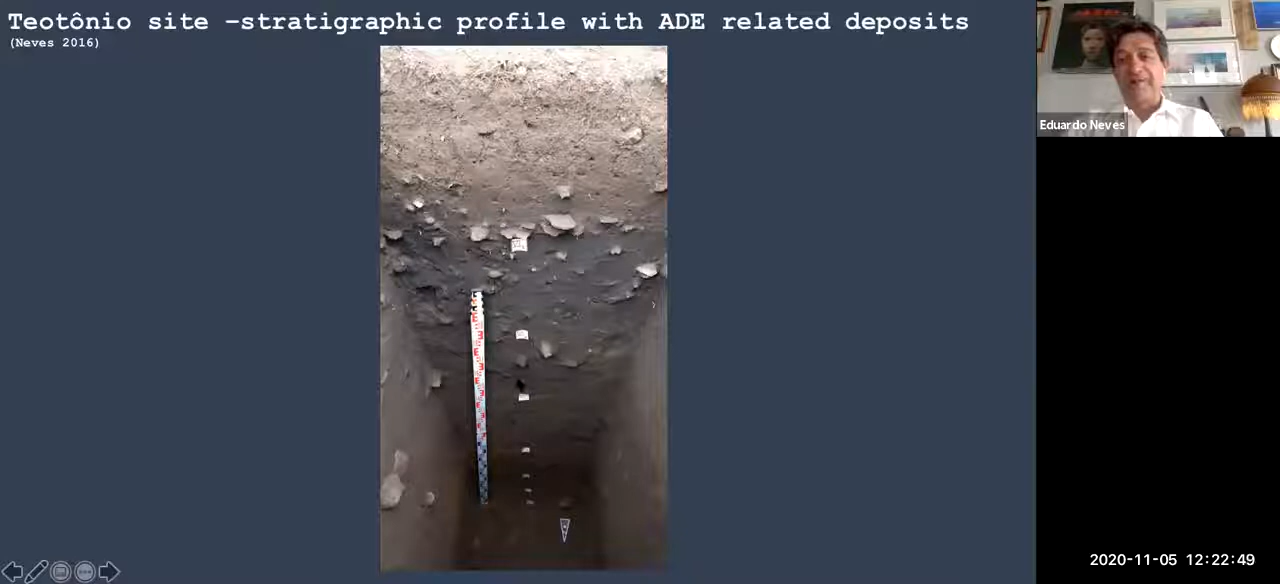 Teotônio site –stratigraphic profile with ADE related deposits
(Neves 2016)
Eduardo Neves
2020-11-05 12:22:49